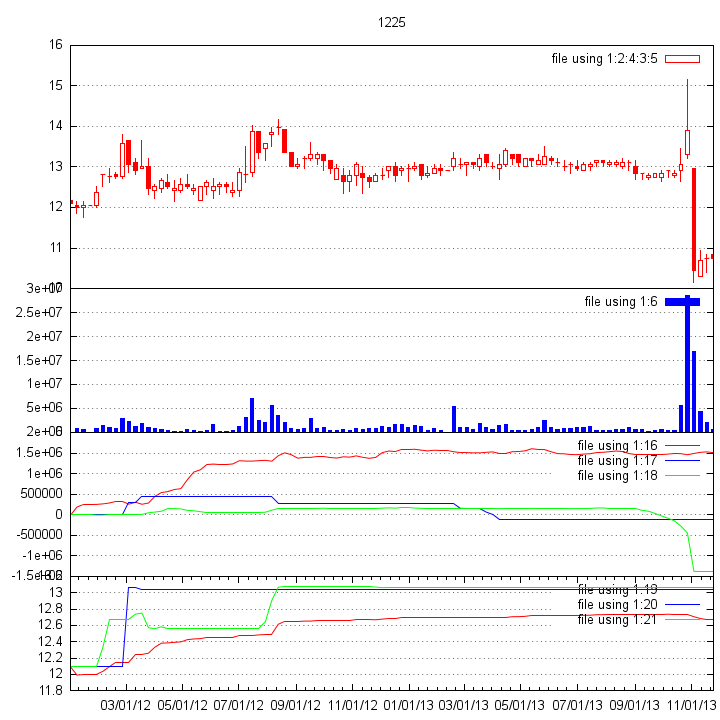 1225
16
file using 1:2:4:3:5
15
14
13
12
11
10
3e+07
file using 1:6
2.5e+07
2e+07
1.5e+07
1e+07
5e+06
0
2e+06
file using 1:16
1.5e+06
file using 1:17
1e+06
file using 1:18
500000
0
-500000
-1e+06
-1.5e+06
13
file using 1:19
12.8
file using 1:20
12.6
file using 1:21
12.4
12.2
12
11.8
03/01/12 05/01/12 07/01/12 09/01/12 11/01/12 01/01/13 03/01/13 05/01/13 07/01/13 09/01/13 11/01/13